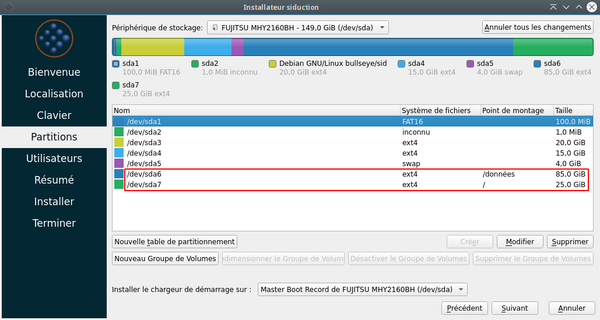 Installateur siduction
Périphérique de stockage: FUJITSU MHY2160BH - 149,0 GiB (/dev/sda)
Annuler tous les changements
Bienvenue
Localisation
Clavier
Partitions
Utilisateurs
Résumé
Installer
Terminer
sda1 sda2 Debian GNU/Linux bullseye/sid sda4 sda5 sda6
100,0 MiB FAT16 1,0 MiB inconnu 20,0 GiB ext4 15,0 GiB ext4 4,0 GiB swap 85,0 GiB ext4
sda7
25,0 GiB ext4
Nom Système de fichiers Point de montage Taille
/dev/sda1 FAT16 100,0 MiB
/dev/sda2 inconnu 1,0 MiB
/dev/sda3 ext4 20,0 GiB
/dev/sda4 ext4 15,0 GiB
/dev/sda5 swap 4,0 GiB
/dev/sda6 ext4 /données 85,0 GiB
/dev/sda7 ext4 / 25,0 GiB
Nouvelle table de partitionnement Créer Modifier Supprimer
Nouveau Groupe de Volumes dimensionner le Groupe de Volum Désactiver le Groupe de Volumes Supprimer le Groupe de Volumes
Installer le chargeur de démarrage sur : Master Boot Record de FUJITSU MHY2160BH (/dev/sda)
Précédent Suivant Annuler